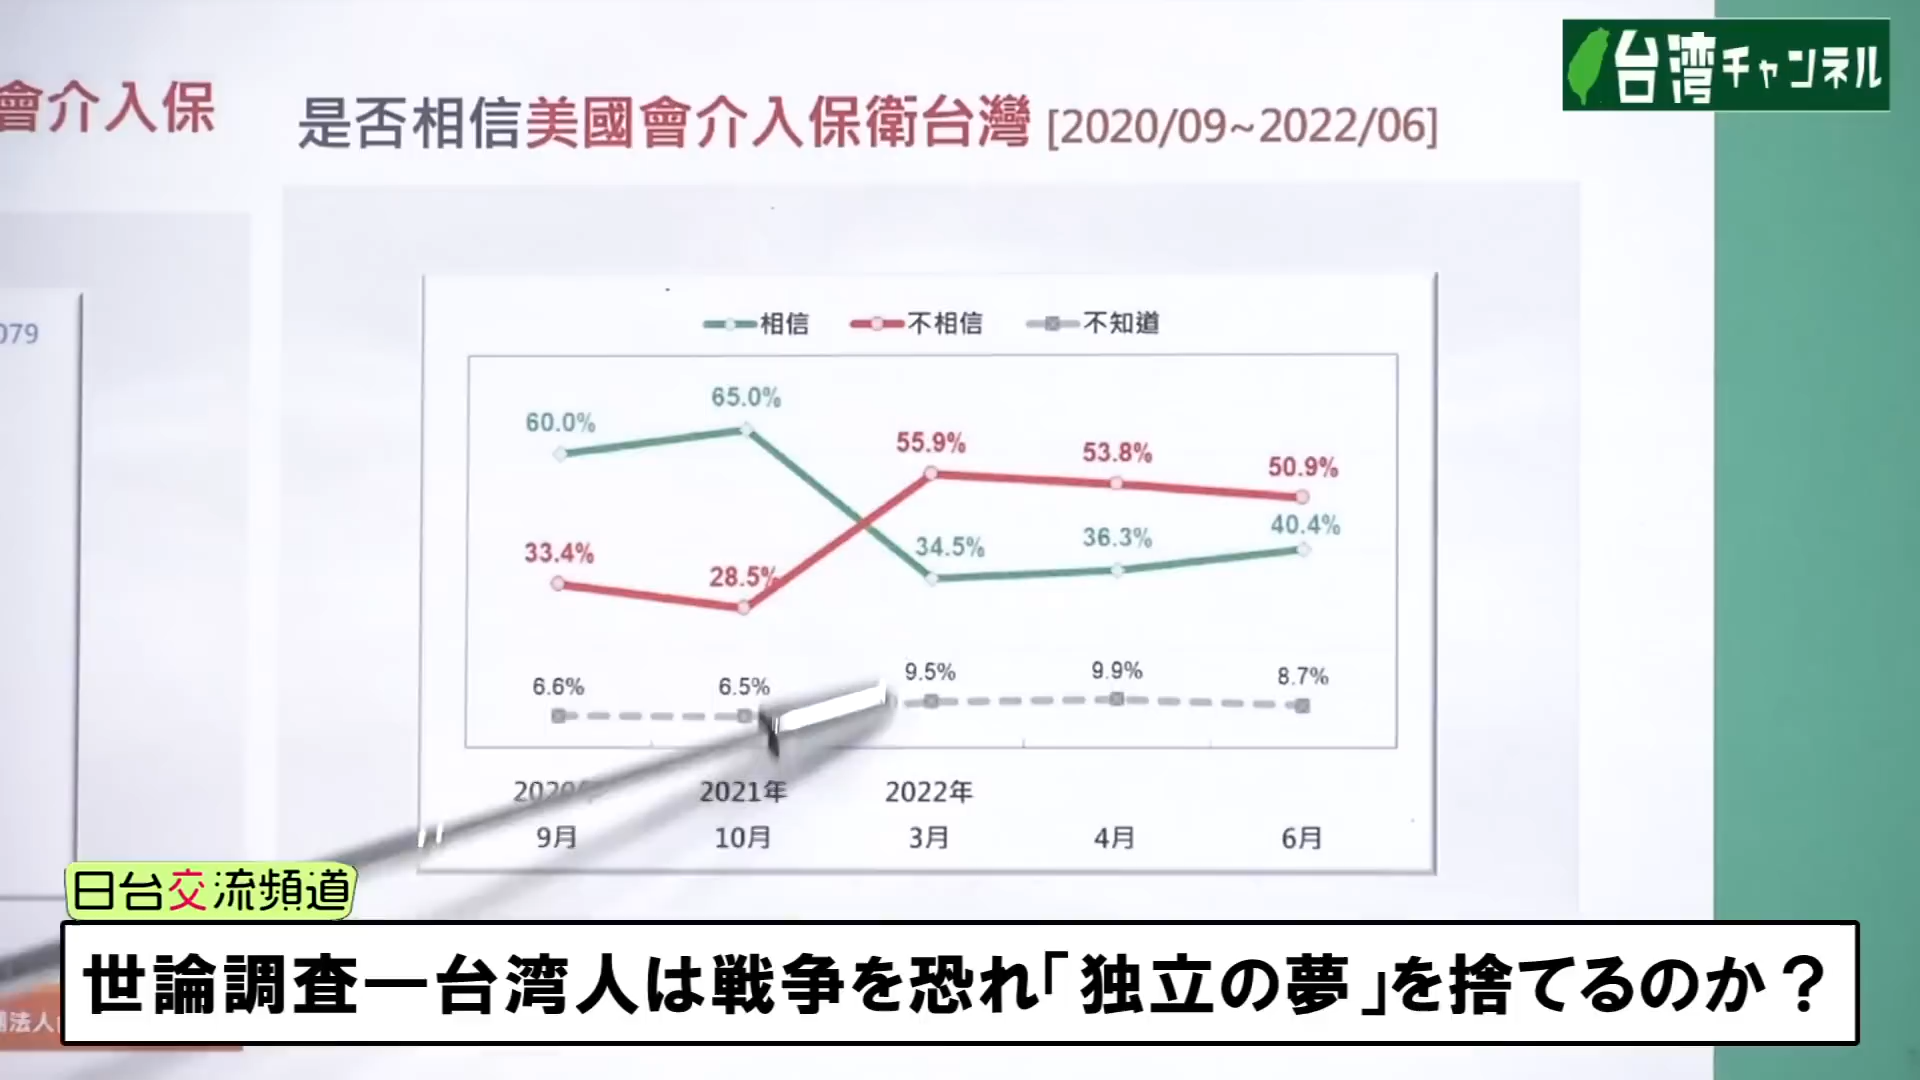 台湾チャンネル
會介入保
是否相信美國會介入保衛台灣 [2020/09~2022/06]
079
相信 不相信 不知道
60.0% 65.0% 55.9% 53.8% 50.9%
33.4% 28.5% 34.5% 36.3% 40.4%
6.6% 6.5% 9.5% 9.9% 8.7%
2020 2021年 2022年
9月 10月 3月 4月 6月
日台交流頻道
世論調査―台湾人は戦争を恐れ「独立の夢」を捨てるのか？
法人